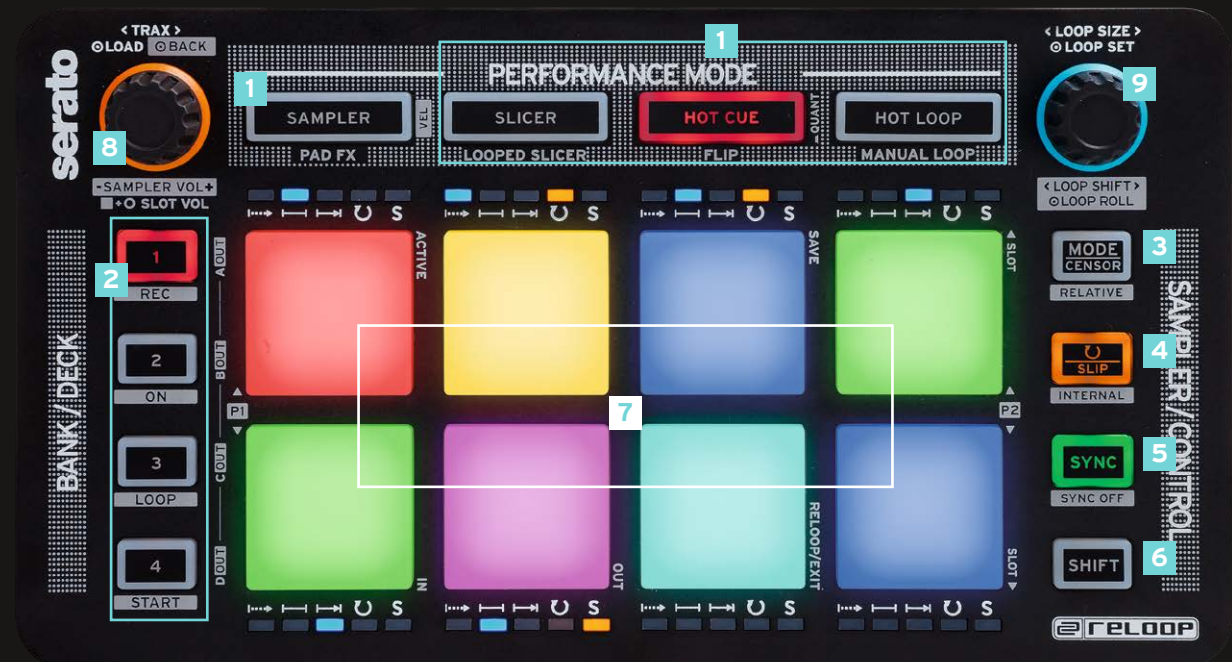 < TRAX >
⊙LOAD ⊙BACK
serato
8
-SAMPLER VOL+
■+O SLOT VOL
1
PERFORMANCE MODE
1
SAMPLER
VEL
SLICER
HOT CUE
-QUANT
HOT LOOP
PAD FX
LOOPED SLICER
FLIP
MANUAL LOOP
< LOOP SIZE >
⊙ LOOP SET
9
< LOOP SHIFT >
⊙LOOP ROLL
S
S
S
S
BANK / DECK
2
1
REC
2
ON
3
LOOP
4
START
A OUT
B OUT
P1
C OUT
D OUT
ACTIVE
SAVE
▲ SLOT
7
P2
IN
OUT
RELOOP/EXIT
SLOT ▼
S
S
S
S
MODE
CENSOR
3
RELATIVE
SLIP
4
INTERNAL
SYNC
5
SYNC OFF
SHIFT
6
SAMPLER / CONTROL
RELOOP